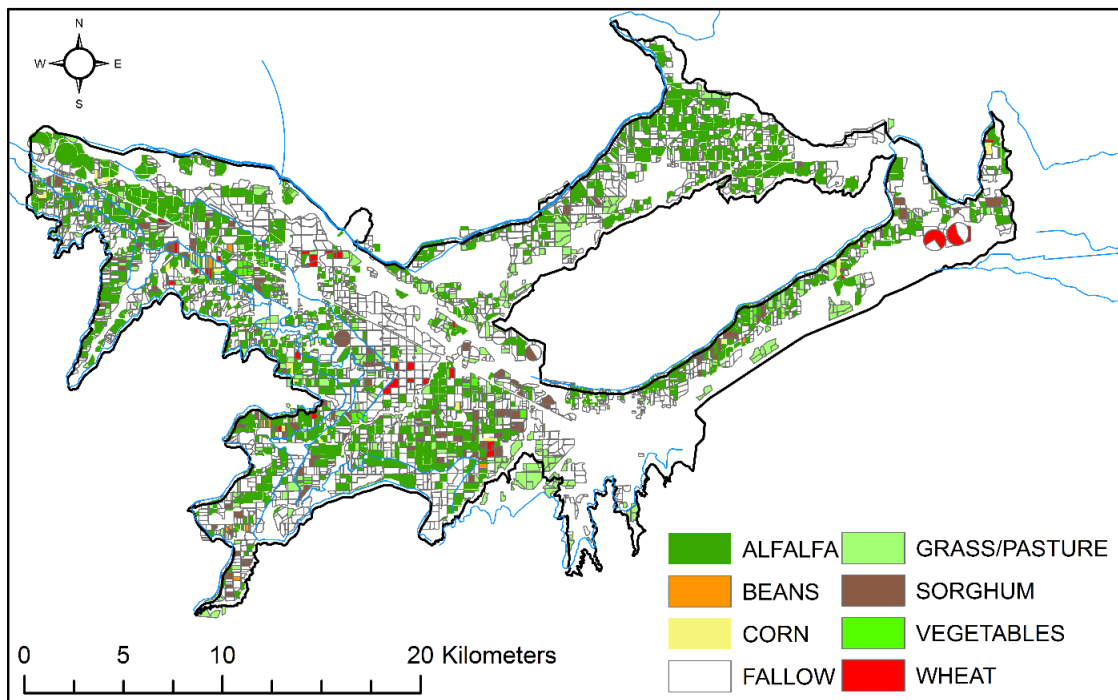 N
W E
S
ALFALFA GRASS/PASTURE
BEANS SORGHUM
CORN VEGETABLES
FALLOW WHEAT
0 5 10 20 Kilometers